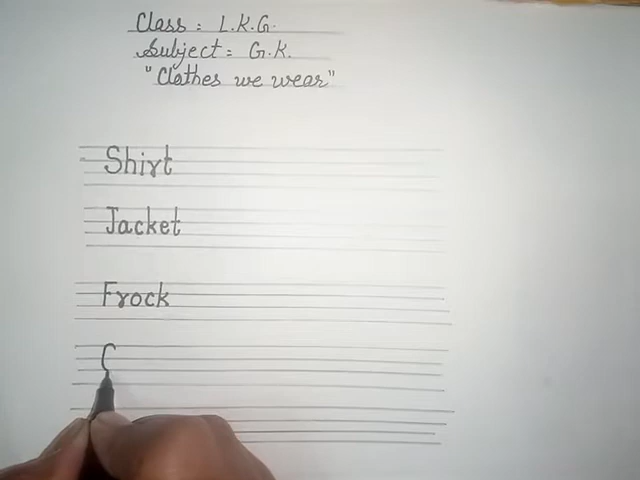 Class : L.K.G.
Subject : G.K.
"Clothes we wear"
Shirt
Jacket
Frock
C